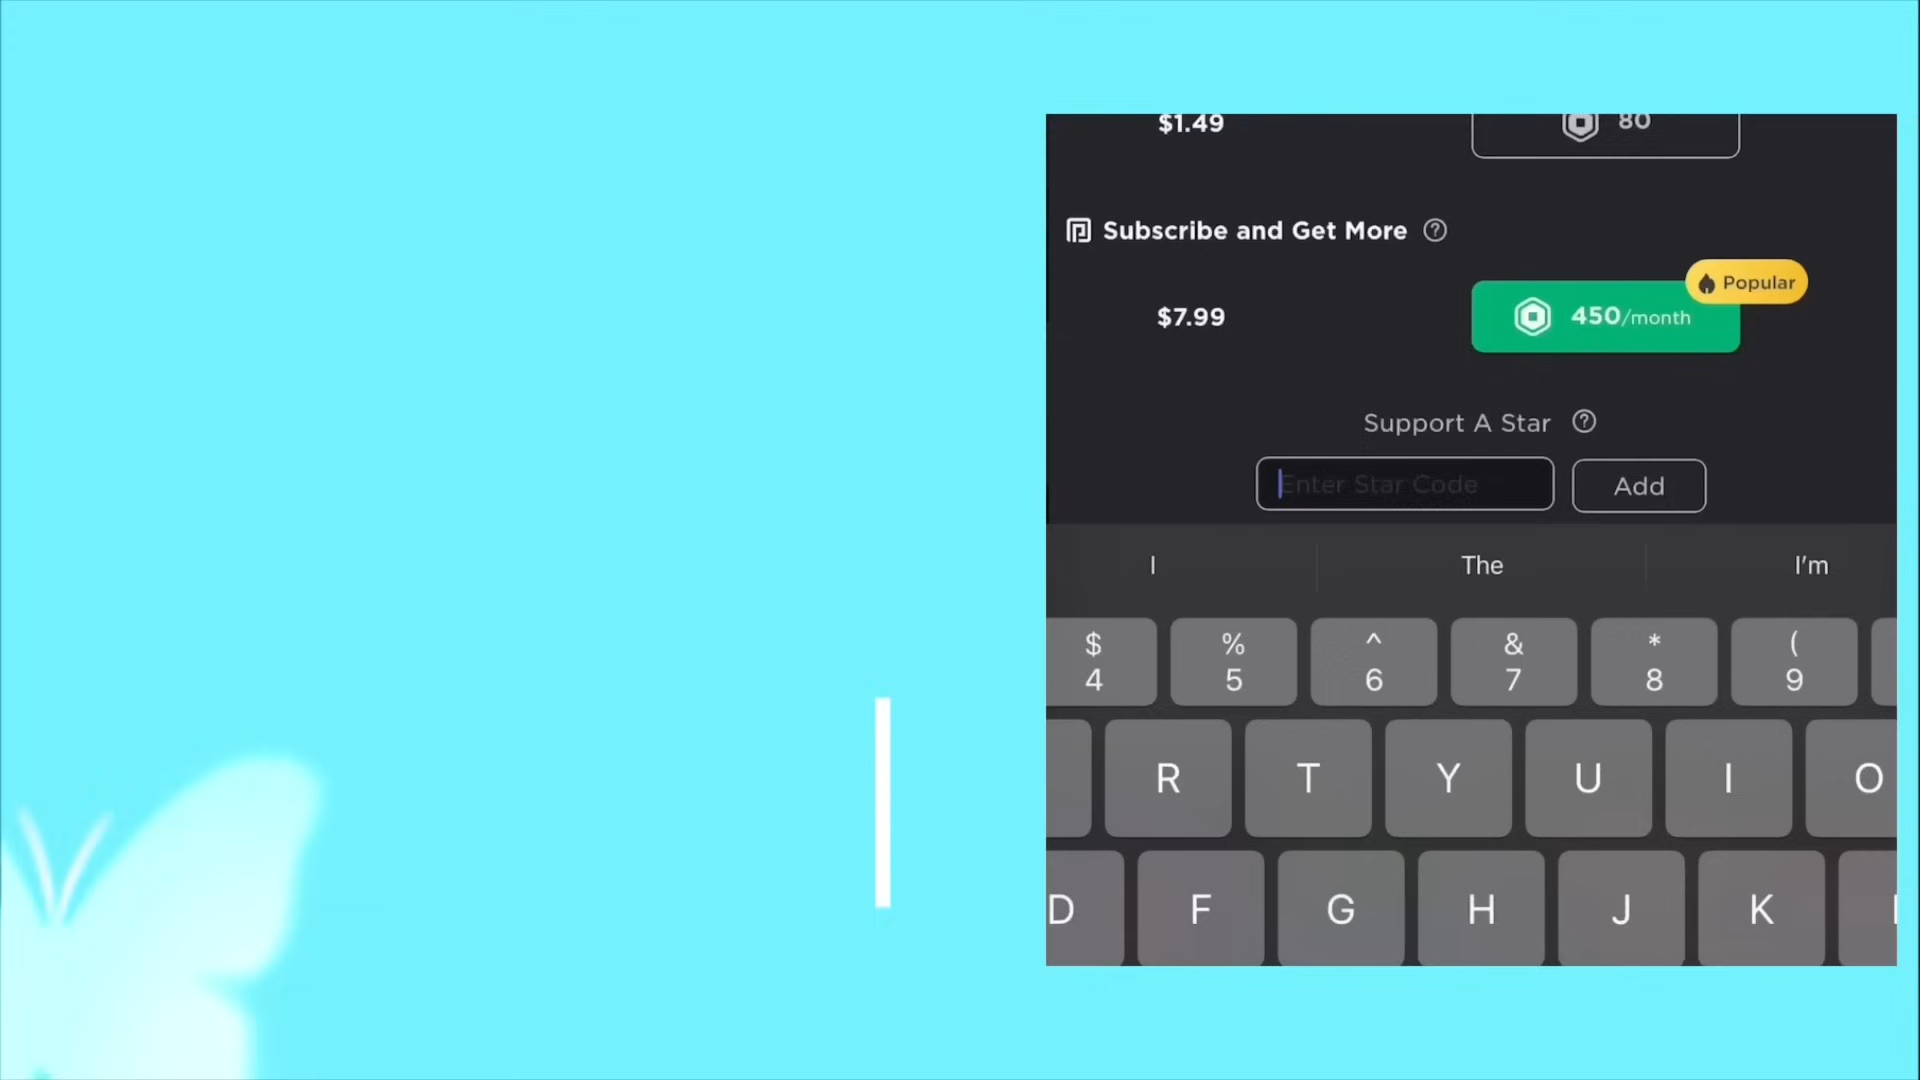 $1.49 80
Subscribe and Get More ?
Popular
$7.99 450/month
Support A Star ?
Enter Star Code Add
I The I'm
$ % ^ & * (
4 5 6 7 8 9
R T Y U I O
D F G H J K